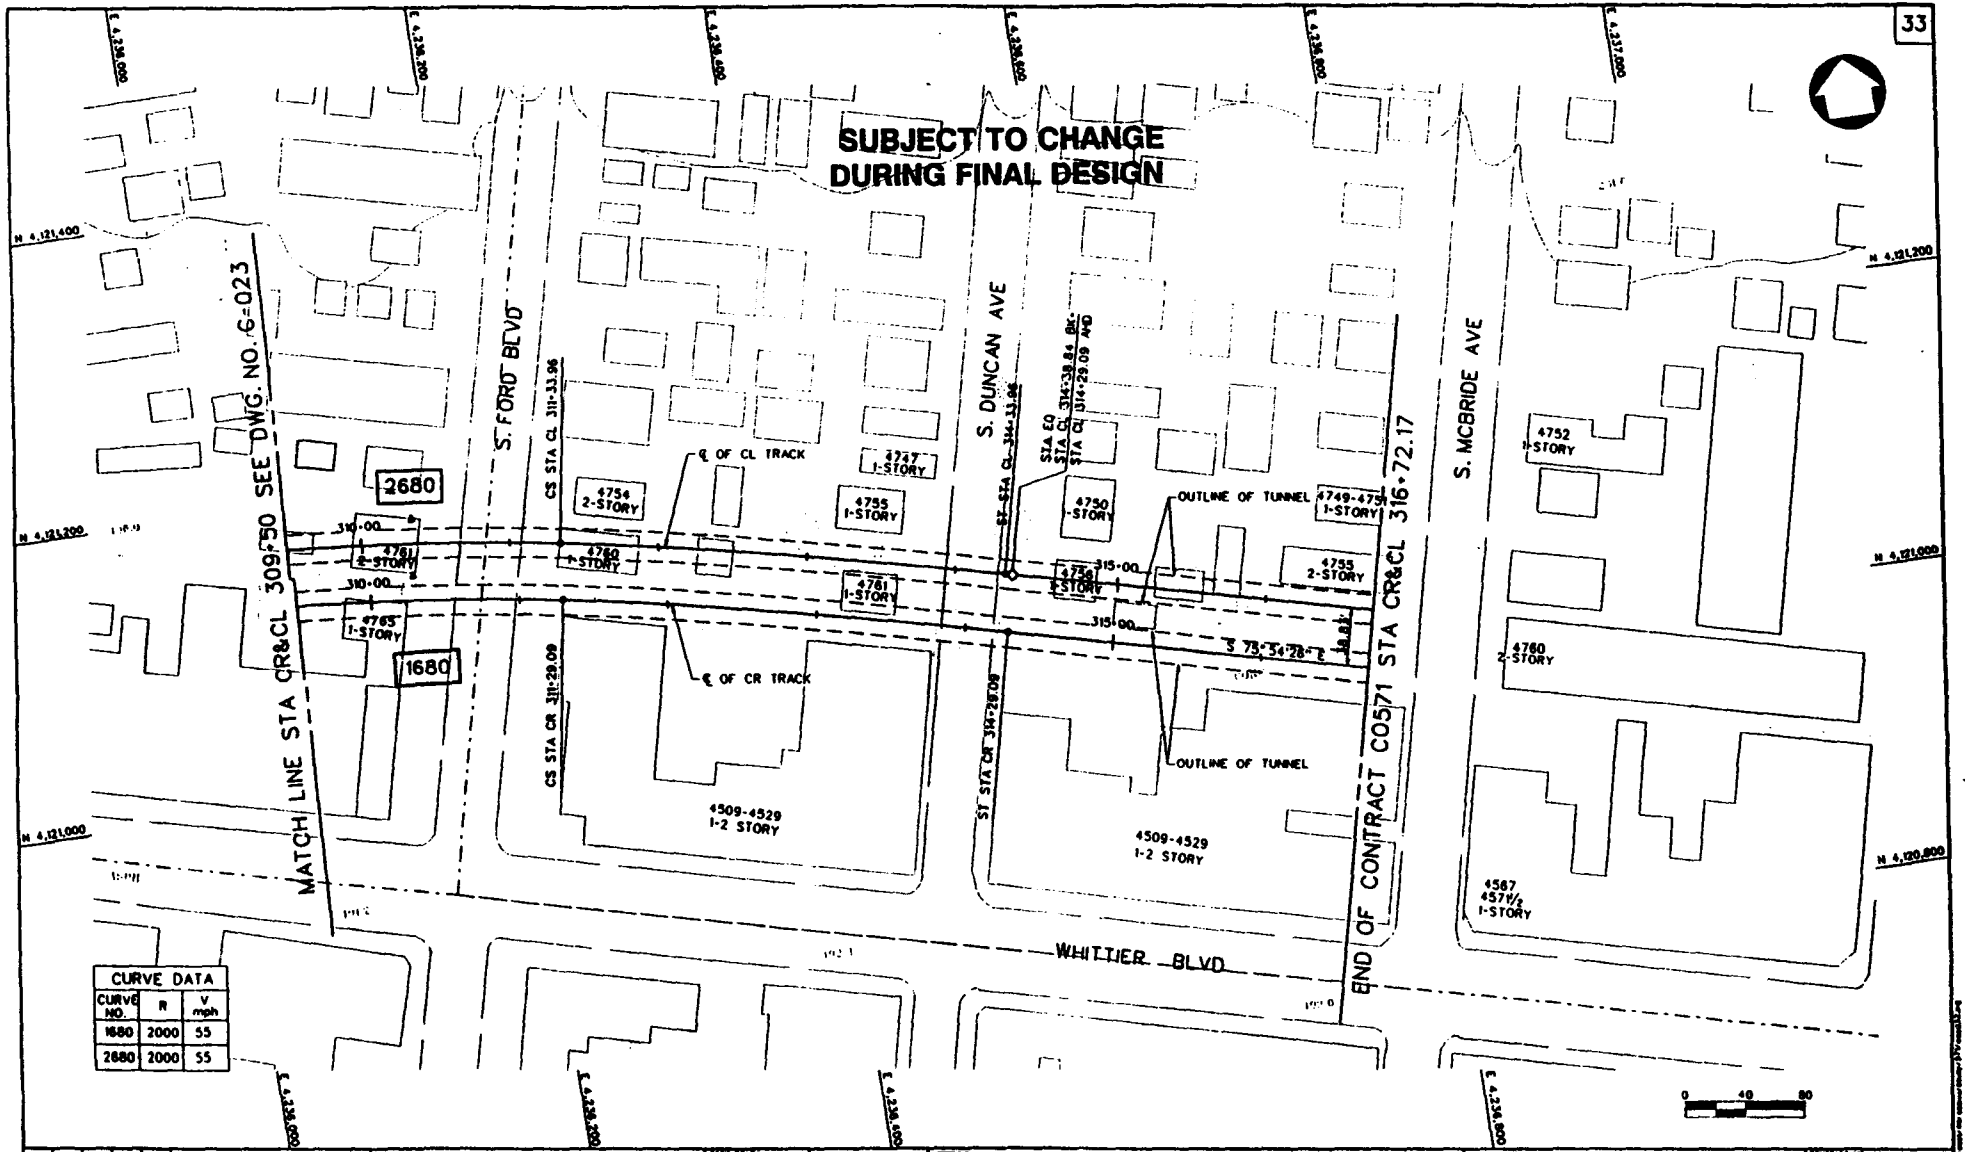 33
E 4,236,000
E 4,236,200
E 4,236,400
E 4,236,600
E 4,236,800
E 4,237,000
SUBJECT TO CHANGE
DURING FINAL DESIGN
N 4,121,400
N 4,121,200
N 4,121,200
N 4,121,000
N 4,121,000
N 4,120,800
MATCH LINE STA CR&CL 309+50 SEE DWG. NO. G=023
S. FORD BLVD
S. DUNCAN AVE
S. MCBRIDE AVE
CS STA CL 311+33.96
ST STA CL 314+33.96
STA EQ
STA CL 314+38.84 BK=
STA CL 314+29.09 AHD
END OF CONTRACT C0571 STA CR&CL 316+72.17
2680
1680
℄ OF CL TRACK
℄ OF CR TRACK
OUTLINE OF TUNNEL
OUTLINE OF TUNNEL
4747
1-STORY
4754
2-STORY
4755
1-STORY
4750
1-STORY
4749-475
1-STORY
4752
1-STORY
310+00
4761
2-STORY
4760
1-STORY
4761
1-STORY
4756
315+00
4755
2-STORY
310+00
4765
1-STORY
315+00
S 75°54'28" E
38.83'
4760
2-STORY
CS STA CR 311+29.09
ST STA CR 314+29.09
4509-4529
1-2 STORY
4509-4529
1-2 STORY
4567
4571½
1-STORY
WHITTIER BLVD
CURVE DATA
CURVE NO. R V mph
1680 2000 55
2680 2000 55
E 4,236,000
E 4,236,200
E 4,236,400
E 4,236,800
0 40 80